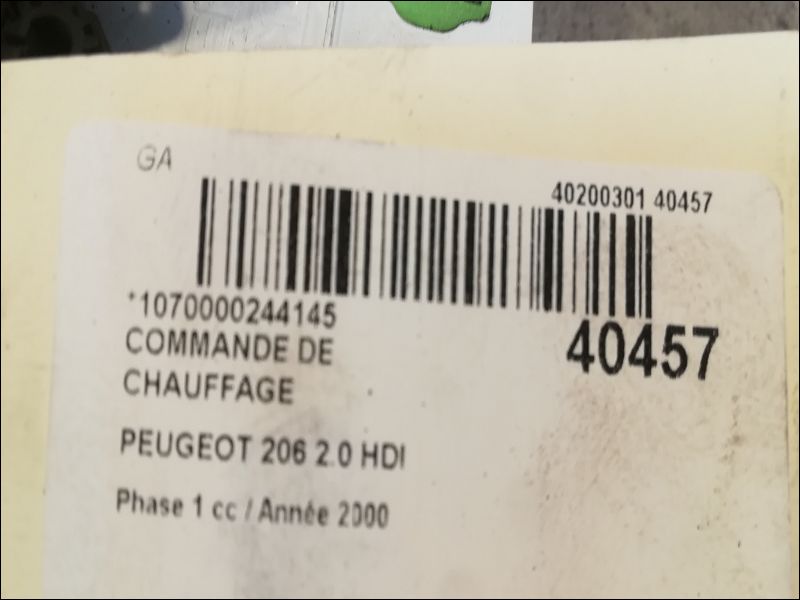 GA
40200301 40457
*1070000244145
40457
COMMANDE DE
CHAUFFAGE
PEUGEOT 206 2.0 HDI
Phase 1 cc / Année 2000